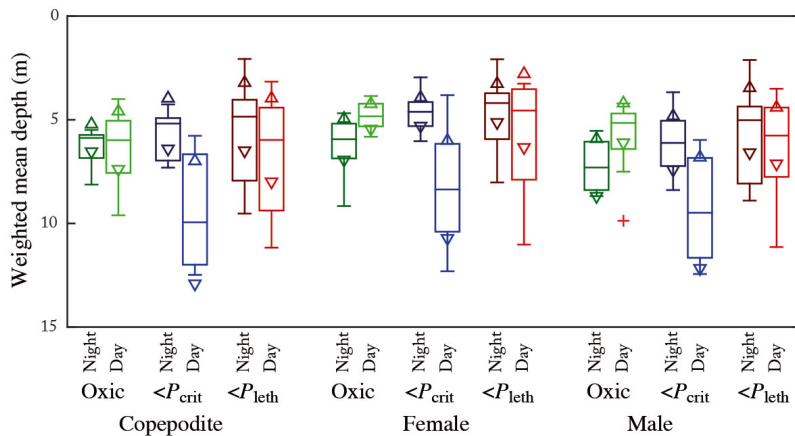 Weighted mean depth (m)
0
5
10
15
Night Day Night Day Night Day Night Day Night Day Night Day Night Day Night Day Night Day
Oxic <Pcrit <Pleth Oxic <Pcrit <Pleth Oxic <Pcrit <Pleth
Copepodite Female Male